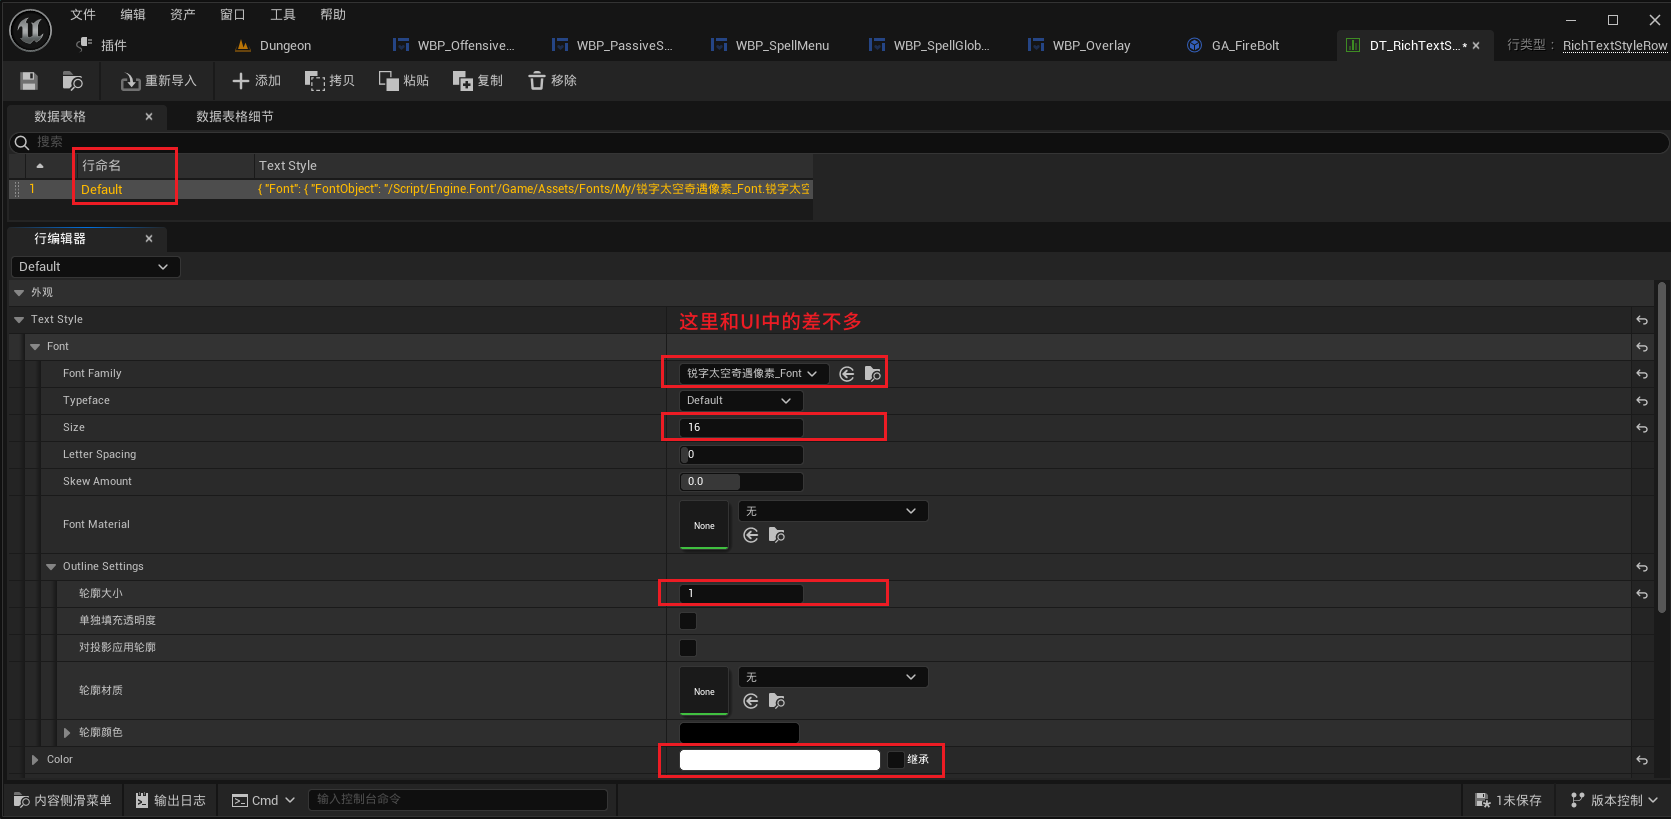 文件 编辑 资产 窗口 工具 帮助
插件 Dungeon WBP_Offensive... WBP_PassiveS... WBP_SpellMenu WBP_SpellGlob... WBP_Overlay GA_FireBolt DT_RichTextS...* 行类型： RichTextStyleRow
重新导入 添加 拷贝 粘贴 复制 移除
数据表格 数据表格细节
搜索
行命名 Text Style
1 Default { "Font": { "FontObject": "/Script/Engine.Font'/Game/Assets/Fonts/My/锐字太空奇遇像素_Font.锐字太空
行编辑器
Default
外观
Text Style 这里和UI中的差不多
Font
Font Family 锐字太空奇遇像素_Font
Typeface Default
Size 16
Letter Spacing 0
Skew Amount 0.0
Font Material None 无
Outline Settings
轮廓大小 1
单独填充透明度
对投影应用轮廓
轮廓材质 None 无
轮廓颜色
Color 继承
内容侧滑菜单 输出日志 Cmd 输入控制台命令 1未保存 版本控制